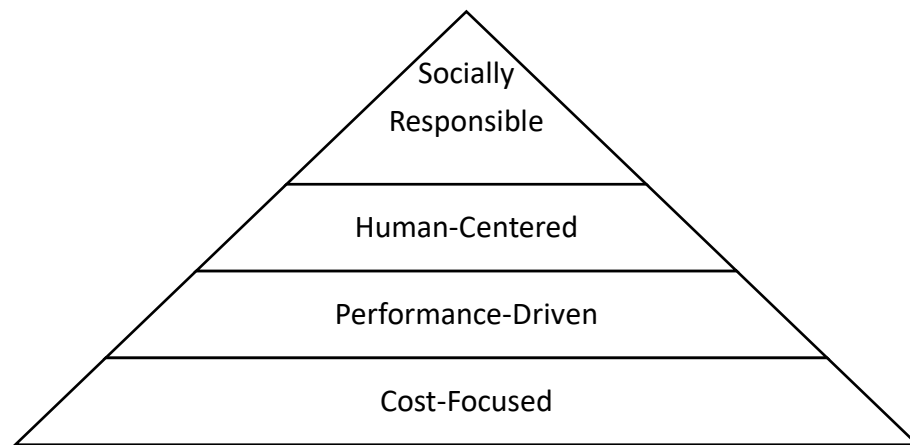 Socially
Responsible
Human-Centered
Performance-Driven
Cost-Focused